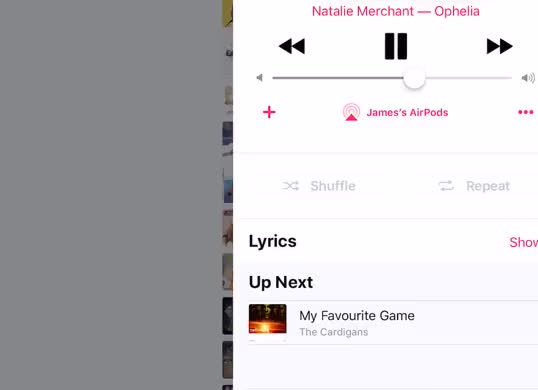 Natalie Merchant — Ophelia
James's AirPods
Shuffle
Repeat
Lyrics
Show
Up Next
My Favourite Game
The Cardigans